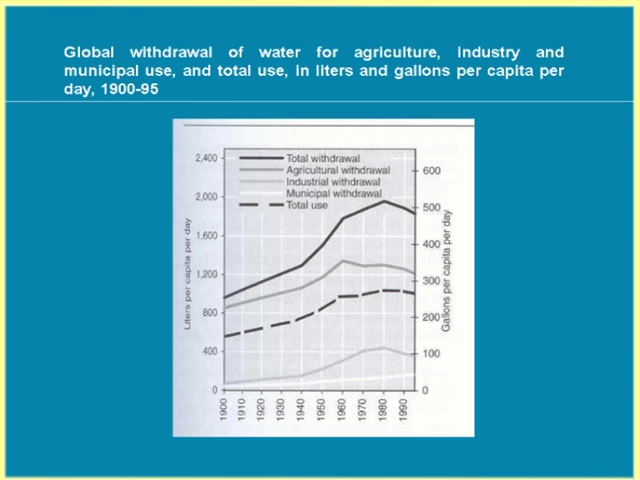 Global withdrawal of water for agriculture, industry and
municipal use, and total use, in liters and gallons per capita per
day, 1900-95
Total withdrawal
Agricultural withdrawal
Industrial withdrawal
Municipal withdrawal
Total use
Liters per capita per day
2,400
2,000
1,600
1,200
800
400
0
600
500
400
300
200
100
0
Gallons per capita per day
1900
1910
1920
1930
1940
1950
1960
1970
1980
1990